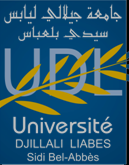 جامعة جيلالي ليابس
سيدي بلعباس
UDL
Université
DJILLALI LIABES
Sidi Bel-Abbès